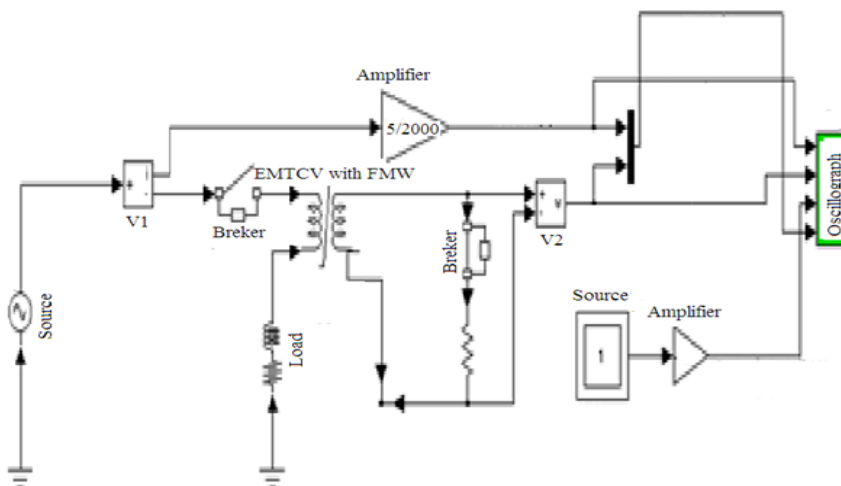 Amplifier
5/2000
EMTCV with FMW
+
V1
Breker
+
V2
Oscillograph
Breker
Source
Source
Amplifier
1
Load